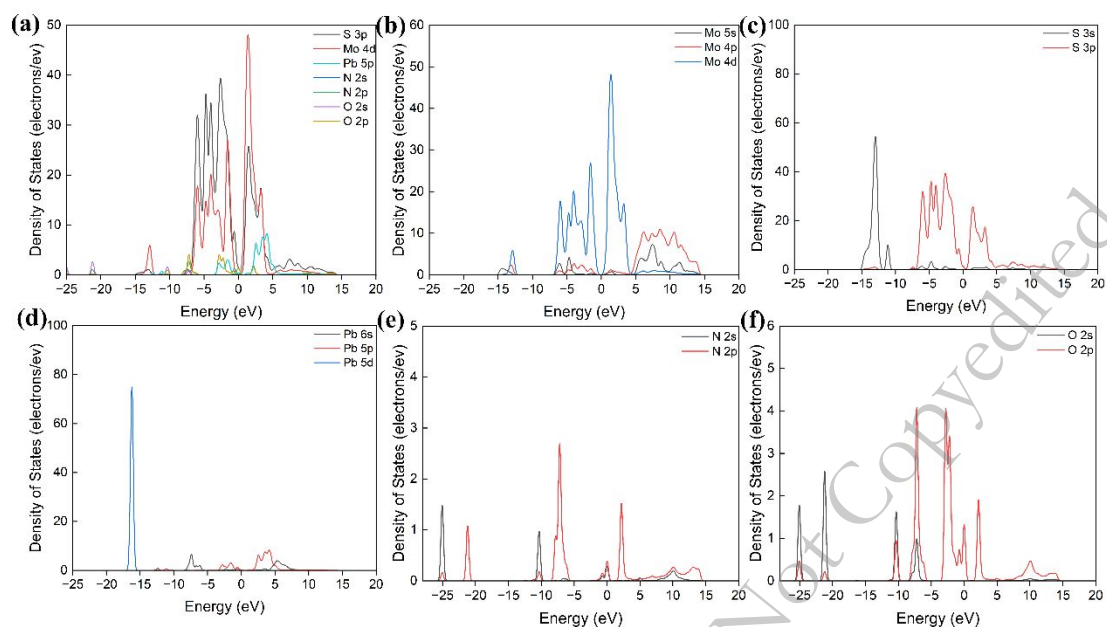 (a)
S 3p
Mo 4d
Pb 5p
N 2s
N 2p
O 2s
O 2p
50
40
30
20
10
0
−25 −20 −15 −10 −5 0 5 10 15 20
Energy (eV)
Density of States (electrons/ev)
(b)
Mo 5s
Mo 4p
Mo 4d
60
50
40
30
20
10
0
−25 −20 −15 −10 −5 0 5 10 15 20
Energy (eV)
Density of States (electrons/ev)
(c)
S 3s
S 3p
100
80
60
40
20
0
−25 −20 −15 −10 −5 0 5 10 15 20
Energy (eV)
Density of States (electrons/ev)
(d)
Pb 6s
Pb 5p
Pb 5d
100
80
60
40
20
0
−25 −20 −15 −10 −5 0 5 10 15 20
Energy (eV)
Density of States (electrons/ev)
(e)
N 2s
N 2p
5
4
3
2
1
0
−25 −20 −15 −10 −5 0 5 10 15 20
Energy (eV)
Density of States (electrons/ev)
(f)
O 2s
O 2p
6
5
4
3
2
1
0
−25 −20 −15 −10 −5 0 5 10 15 20
Energy (eV)
Density of States (electrons/ev)
Not Copyedited